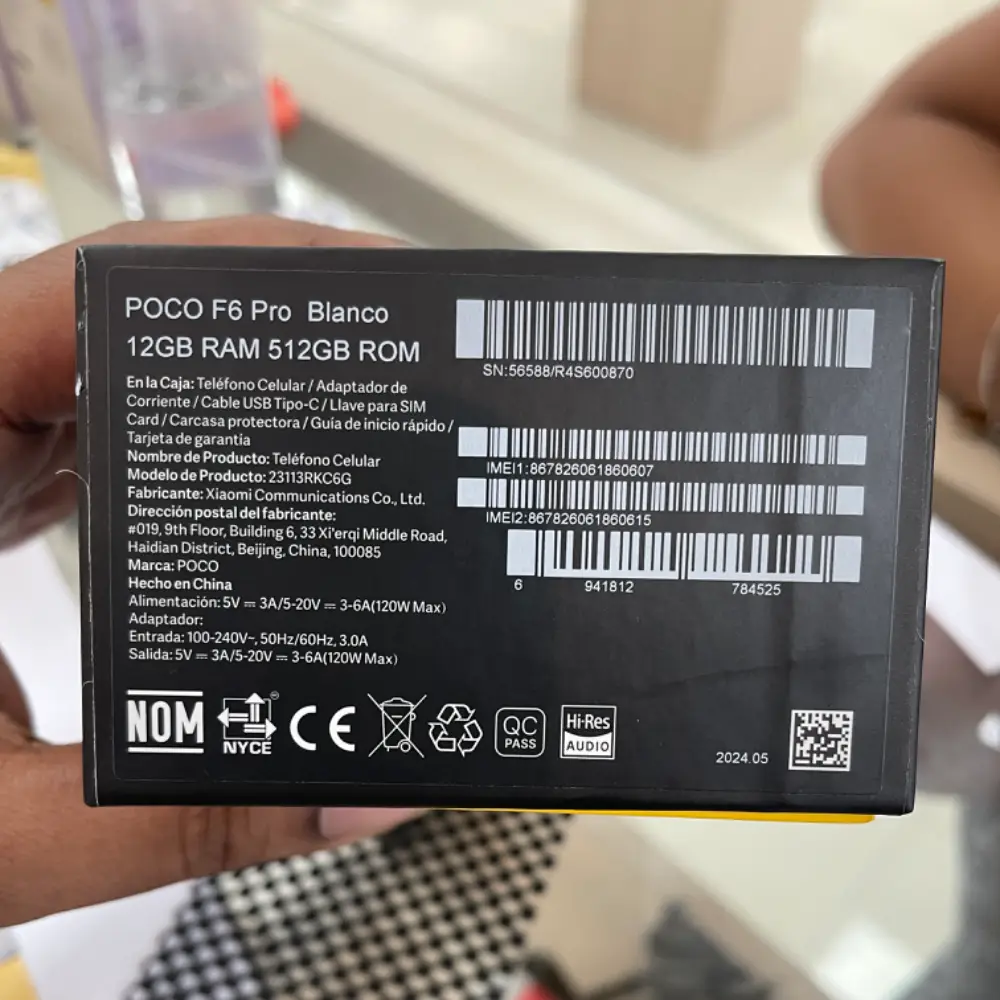 POCO F6 Pro Blanco
12GB RAM 512GB ROM
En la Caja: Teléfono Celular / Adaptador de
Corriente / Cable USB Tipo-C / Llave para SIM
Card / Carcasa protectora / Guía de inicio rápido /
Tarjeta de garantía
Nombre de Producto: Teléfono Celular
Modelo de Producto: 23113RKC6G
Fabricante: Xiaomi Communications Co., Ltd.
Dirección postal del fabricante:
#019, 9th Floor, Building 6, 33 Xi'erqi Middle Road,
Haidian District, Beijing, China, 100085
Marca: POCO
Hecho en China
Alimentación: 5V ⎓ 3A/5-20V ⎓ 3-6A(120W Max)
Adaptador:
Entrada: 100-240V~, 50Hz/60Hz, 3.0A
Salida: 5V ⎓ 3A/5-20V ⎓ 3-6A(120W Max)
SN:56588/R4S600870
IMEI1:867826061860607
IMEI2:867826061860615
6 941812 784525
NOM
NYCE
CE
QC
PASS
Hi-Res
AUDIO
2024.05